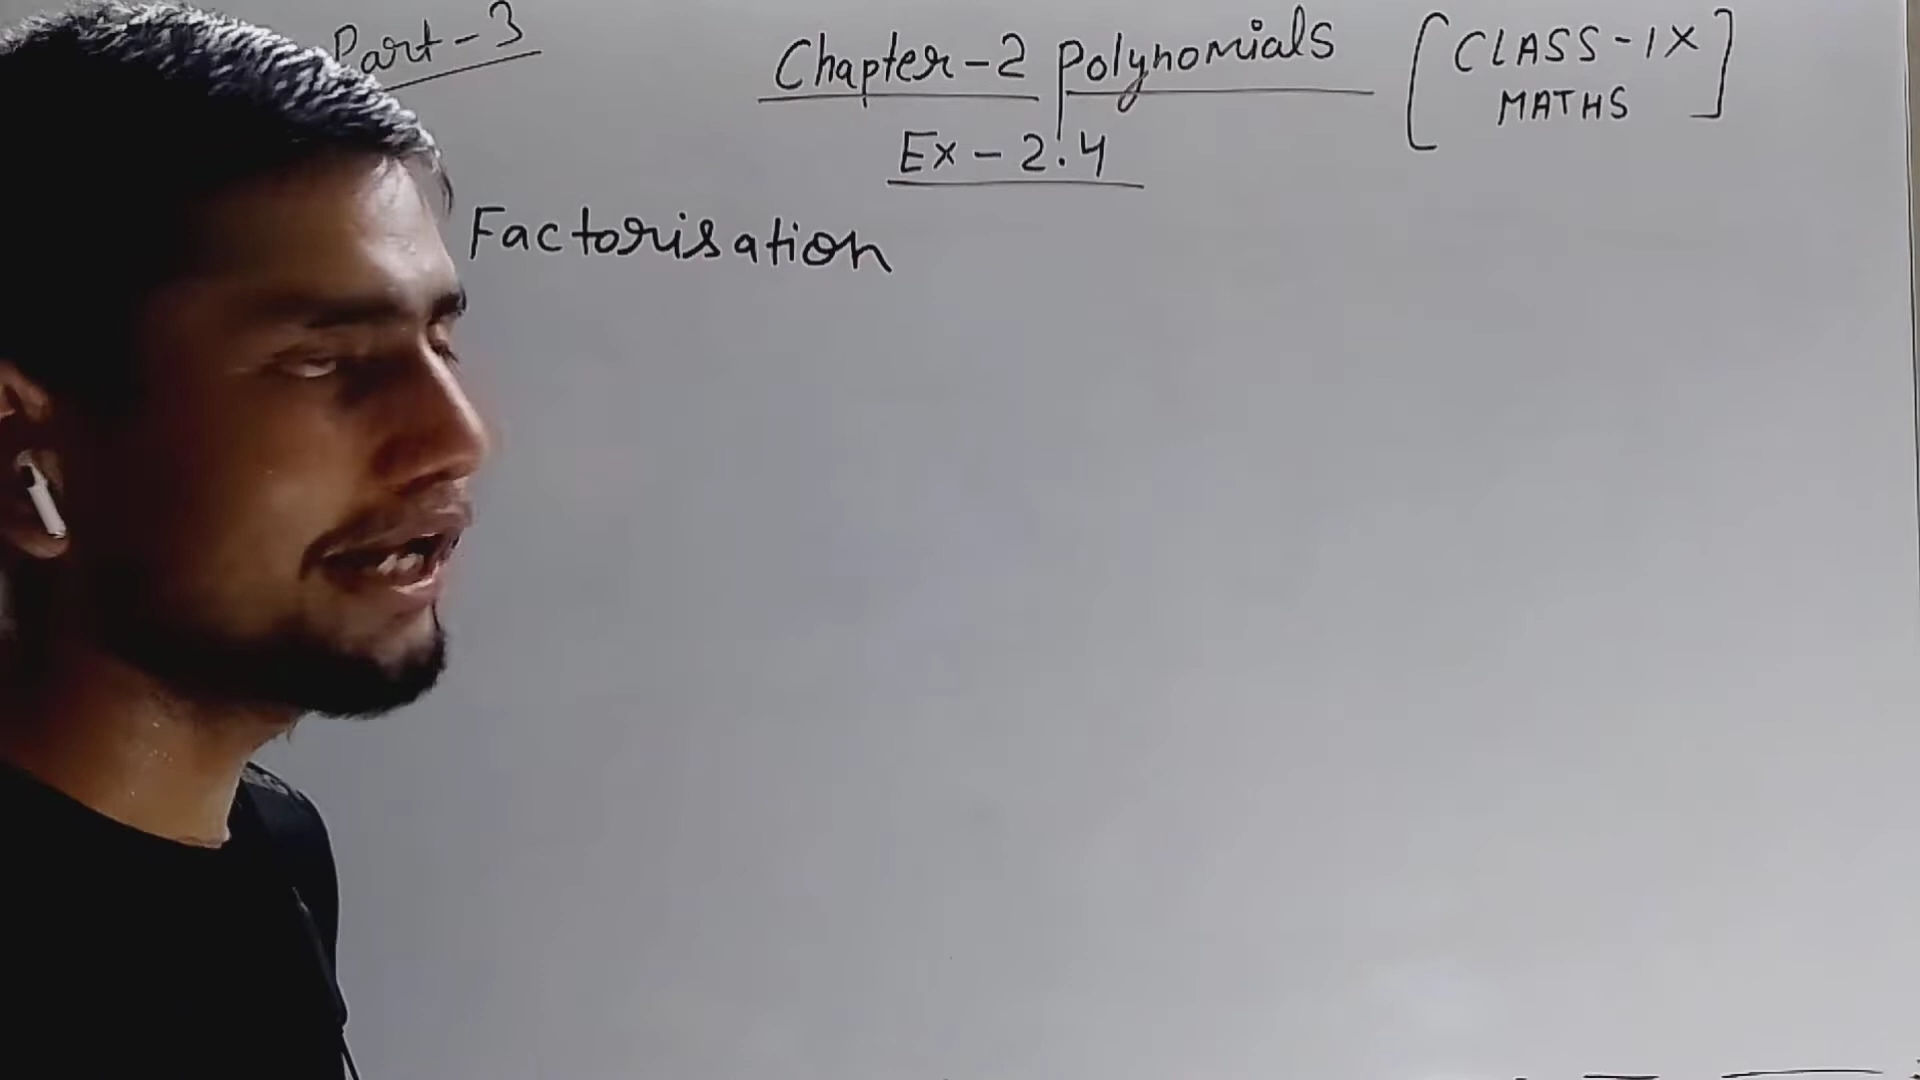 Part-3
Chapter-2 Polynomials [CLASS-IX
MATHS]
Ex-2.4
Factorisation